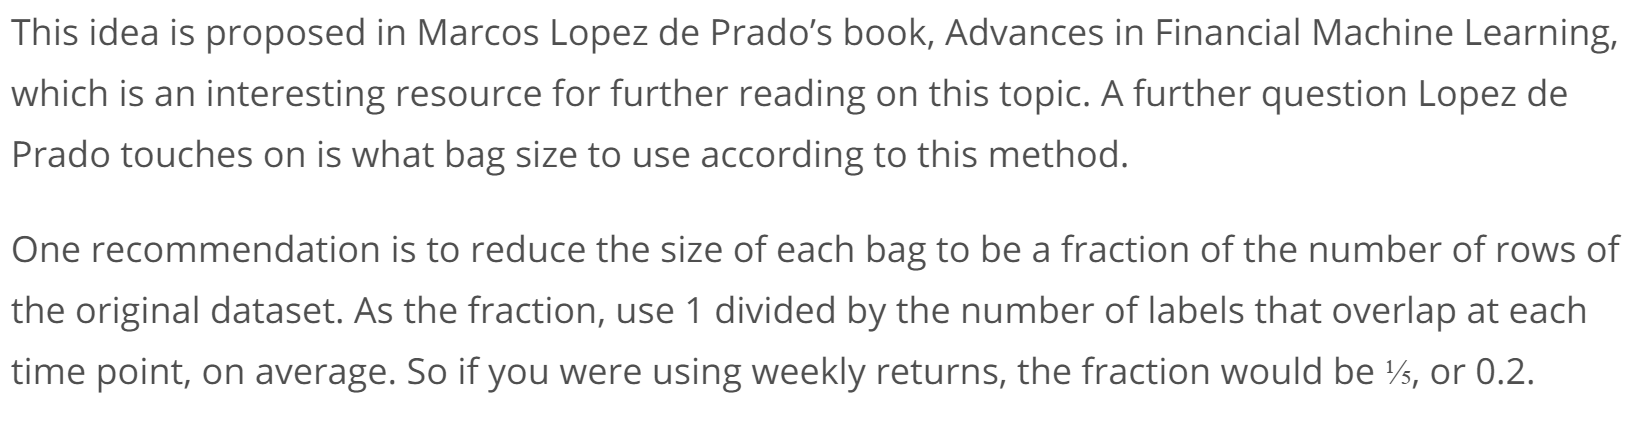 This idea is proposed in Marcos Lopez de Prado’s book, Advances in Financial Machine Learning,
which is an interesting resource for further reading on this topic. A further question Lopez de
Prado touches on is what bag size to use according to this method.
One recommendation is to reduce the size of each bag to be a fraction of the number of rows of
the original dataset. As the fraction, use 1 divided by the number of labels that overlap at each
time point, on average. So if you were using weekly returns, the fraction would be ⅕, or 0.2.